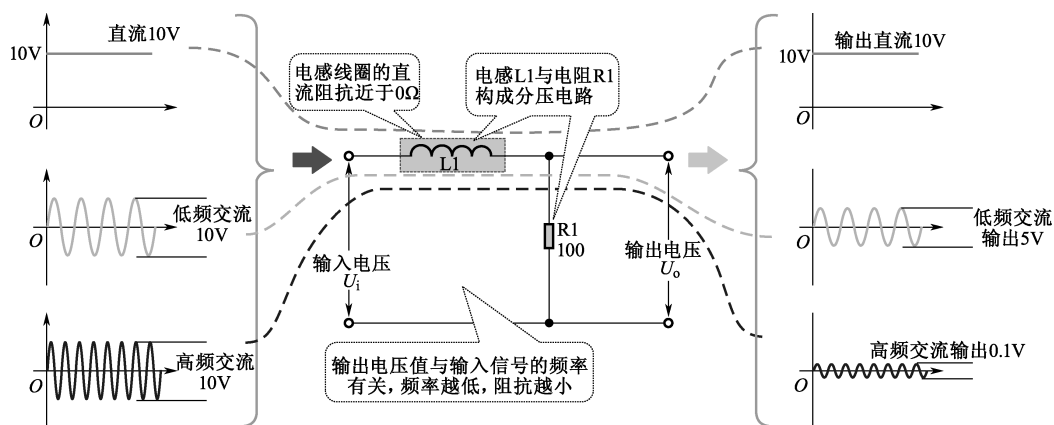 10V
直流10V
O
低频交流
10V
O
高频交流
10V
O
电感线圈的直
流阻抗近于0Ω
电感L1与电阻R1
构成分压电路
L1
R1
100
输入电压
Ui
输出电压
Uo
输出电压值与输入信号的频率
有关，频率越低，阻抗越小
10V
输出直流10V
O
低频交流
输出5V
O
高频交流输出0.1V
O